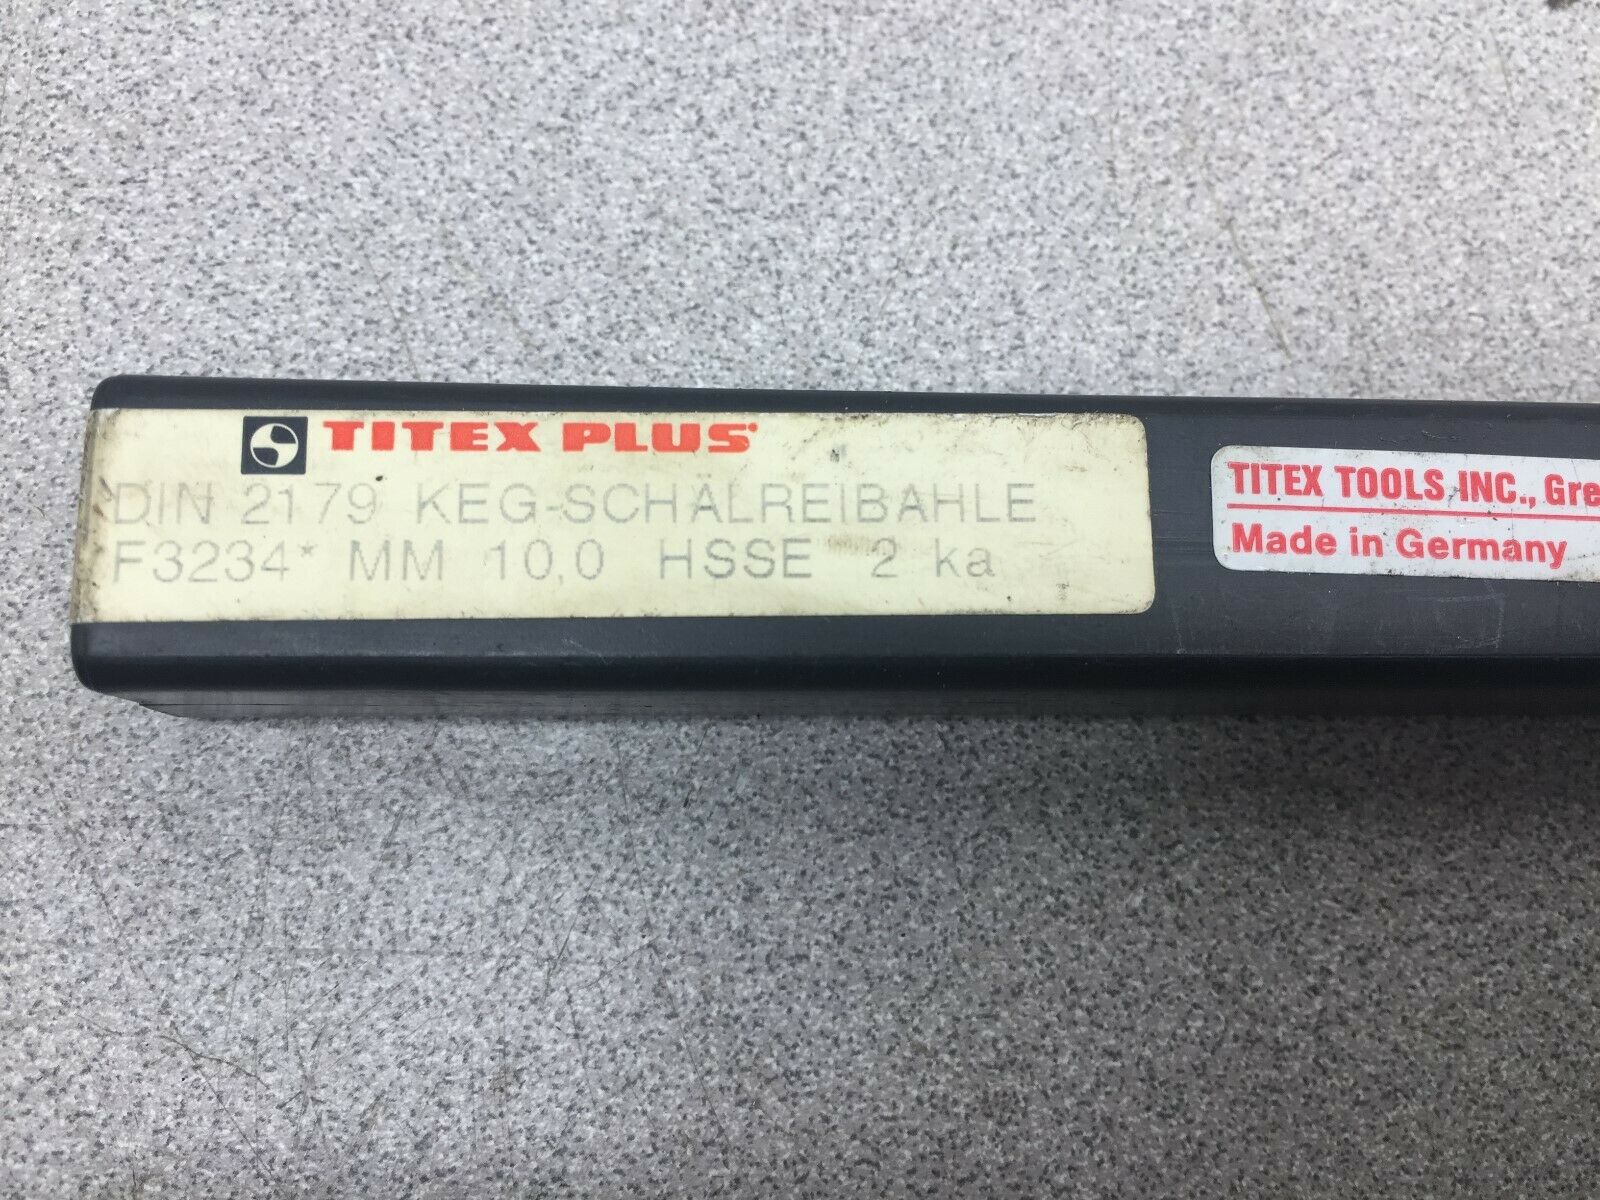 TITEX PLUS
DIN 2179 KEG-SCHÄLREIBAHLE
F3234* MM 10,0 HSSE 2 ka
TITEX TOOLS INC., Gre
Made in Germany